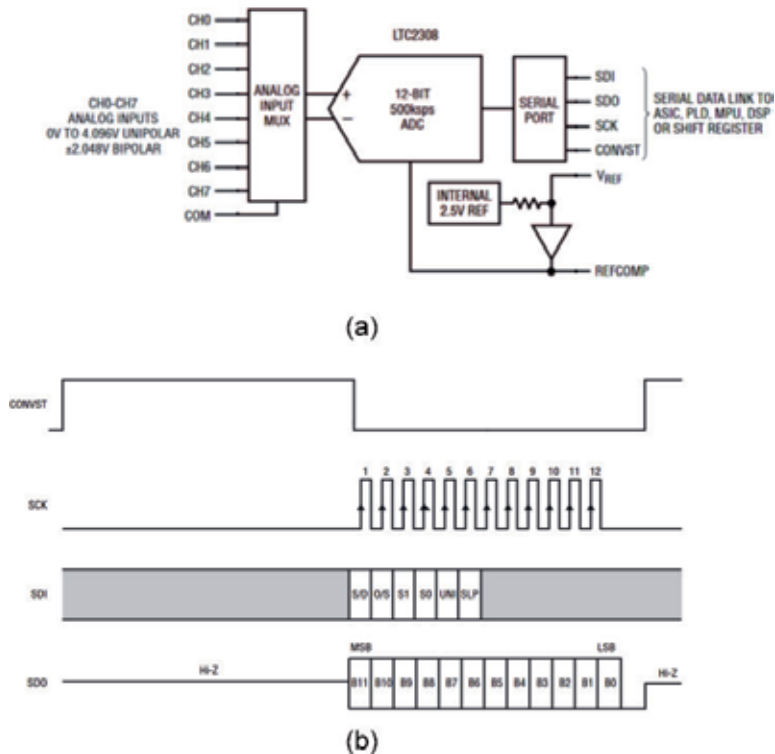 LTC2308
CH0
CH1
CH2
CH3
CH4
CH5
CH6
CH7
COM
CH0-CH7
ANALOG INPUTS
0V TO 4.096V UNIPOLAR
±2.048V BIPOLAR
ANALOG
INPUT
MUX
+
−
12-BIT
500ksps
ADC
SERIAL
PORT
SDI
SDO
SCK
CONVST
SERIAL DATA LINK TO
ASIC, PLD, MPU, DSP
OR SHIFT REGISTER
INTERNAL
2.5V REF
VREF
REFCOMP
(a)
CONVST
1 2 3 4 5 6 7 8 9 10 11 12
SCK
SDI
S/D O/S S1 S0 UNI SLP
MSB LSB
SDO
Hi-Z
B11 B10 B9 B8 B7 B6 B5 B4 B3 B2 B1 B0
Hi-Z
(b)